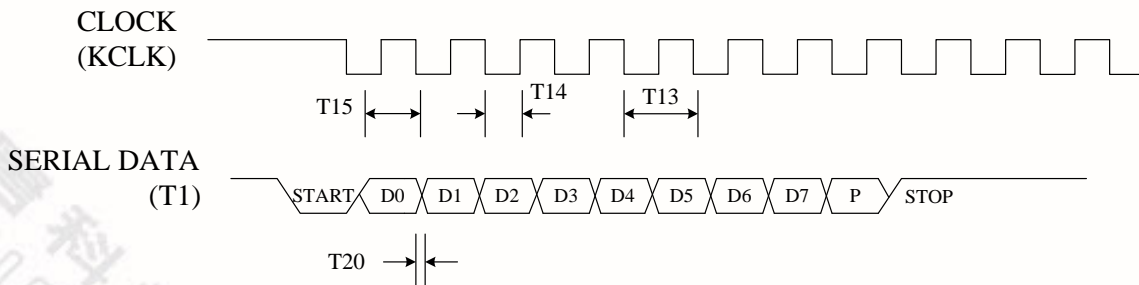 CLOCK
(KCLK)
T15
T14
T13
SERIAL DATA
(T1)
START D0 D1 D2 D3 D4 D5 D6 D7 P STOP
T20